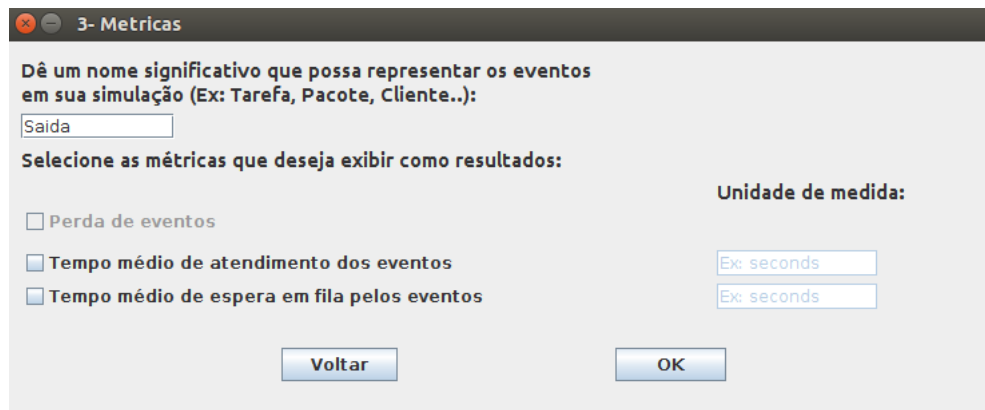 3- Metricas
Dê um nome significativo que possa representar os eventos
em sua simulação (Ex: Tarefa, Pacote, Cliente..):
Saida
Selecione as métricas que deseja exibir como resultados:
Unidade de medida:
Perda de eventos
Tempo médio de atendimento dos eventos Ex: seconds
Tempo médio de espera em fila pelos eventos Ex: seconds
Voltar OK